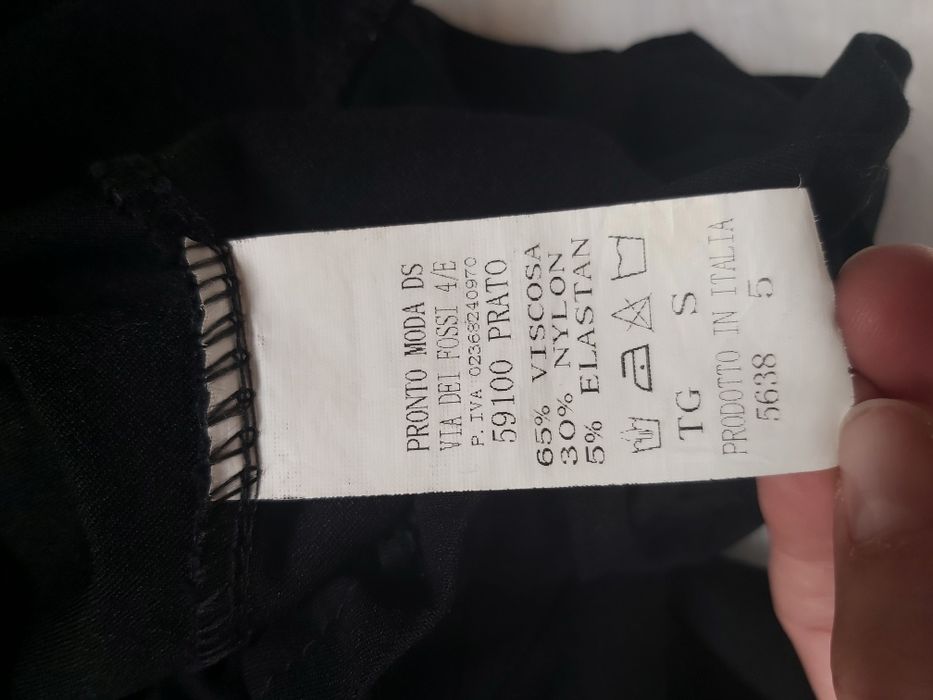 PRONTO MODA DS
VIA DEI FOSSI 4/E
P.IVA 02368240970
59100 PRATO
65% VISCOSA
30% NYLON
5% ELASTAN
TG S
PRODOTTO IN ITALIA
5638 5